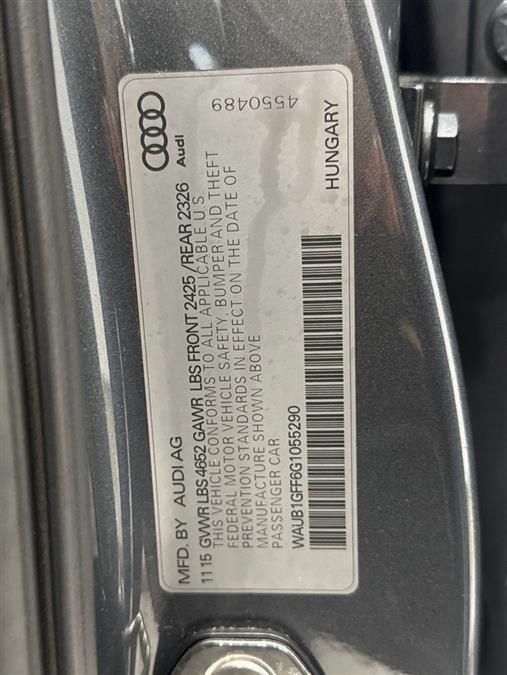 MFD. BY AUDI AG
Audi
11 15 GVWR LBS 4652 GAWR LBS FRONT 2425 / REAR 2326
THIS VEHICLE CONFORMS TO ALL APPLICABLE U S
FEDERAL MOTOR VEHICLE SAFETY, BUMPER AND THEFT
PREVENTION STANDARDS IN EFFECT ON THE DATE OF
MANUFACTURE SHOWN ABOVE
PASSENGER CAR
4550489
WAUB1GFF6G1055290
HUNGARY